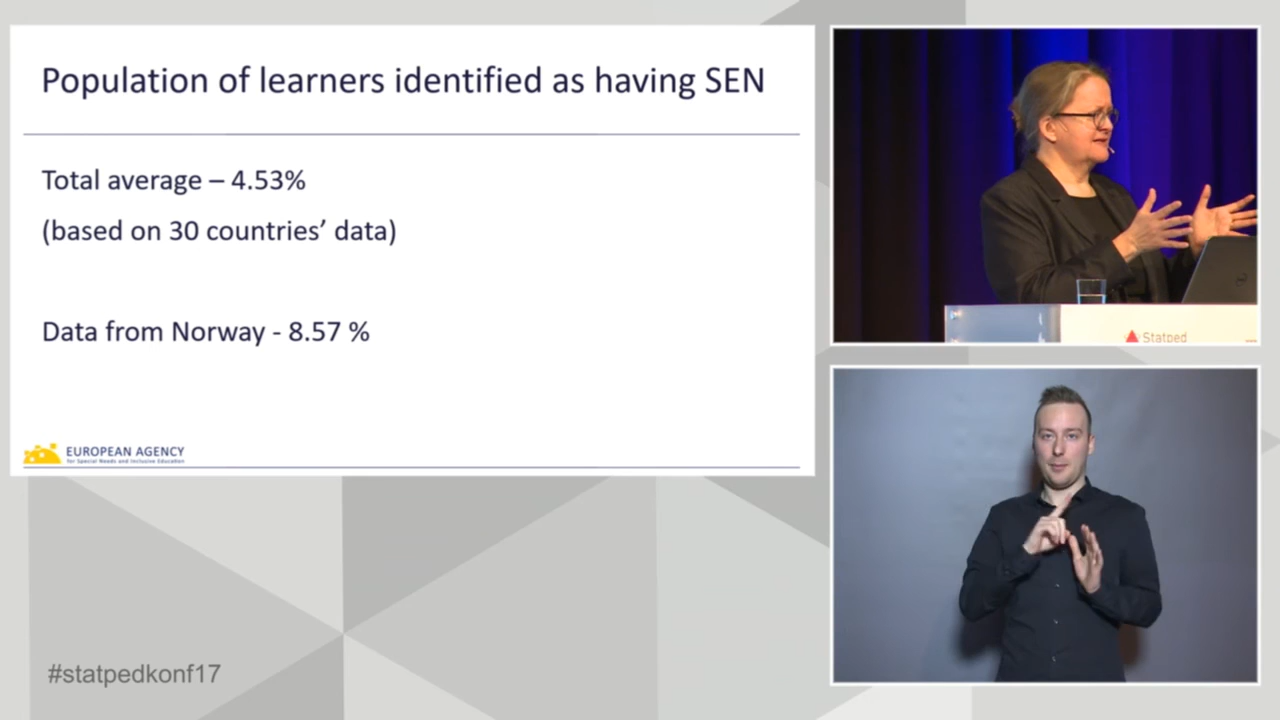 Population of learners identified as having SEN
Total average – 4.53%
(based on 30 countries’ data)
Data from Norway - 8.57 %
EUROPEAN AGENCY
for Special Needs and Inclusive Education
Statped
#statpedkonf17